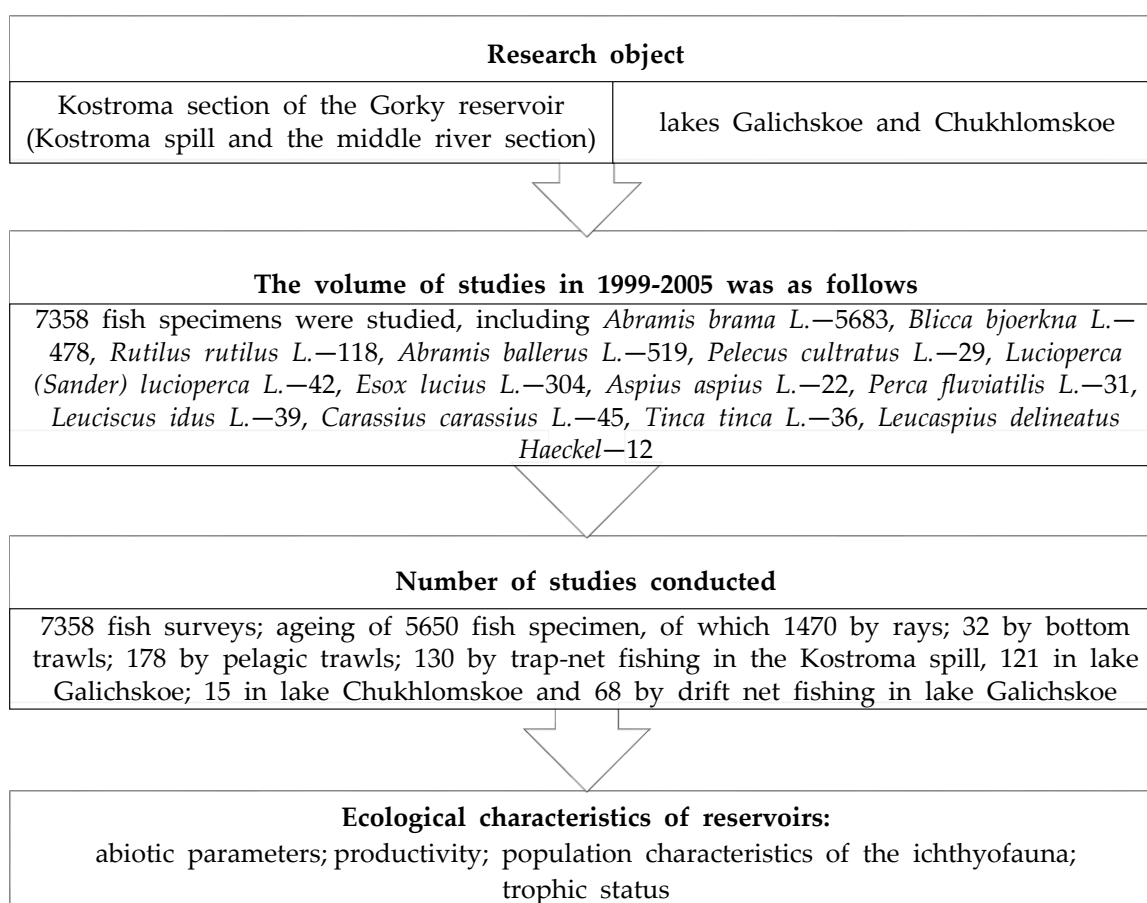 Research object
Kostroma section of the Gorky reservoir
(Kostroma spill and the middle river section)
lakes Galichskoe and Chukhlomskoe
The volume of studies in 1999-2005 was as follows
7358 fish specimens were studied, including Abramis brama L.—5683, Blicca bjoerkna L.—
478, Rutilus rutilus L.—118, Abramis ballerus L.—519, Pelecus cultratus L.—29, Lucioperca
(Sander) lucioperca L.—42, Esox lucius L.—304, Aspius aspius L.—22, Perca fluviatilis L.—31,
Leuciscus idus L.—39, Carassius carassius L.—45, Tinca tinca L.—36, Leucaspius delineatus
Haeckel—12
Number of studies conducted
7358 fish surveys; ageing of 5650 fish specimen, of which 1470 by rays; 32 by bottom
trawls; 178 by pelagic trawls; 130 by trap-net fishing in the Kostroma spill, 121 in lake
Galichskoe; 15 in lake Chukhlomskoe and 68 by drift net fishing in lake Galichskoe
Ecological characteristics of reservoirs:
abiotic parameters; productivity; population characteristics of the ichthyofauna;
trophic status